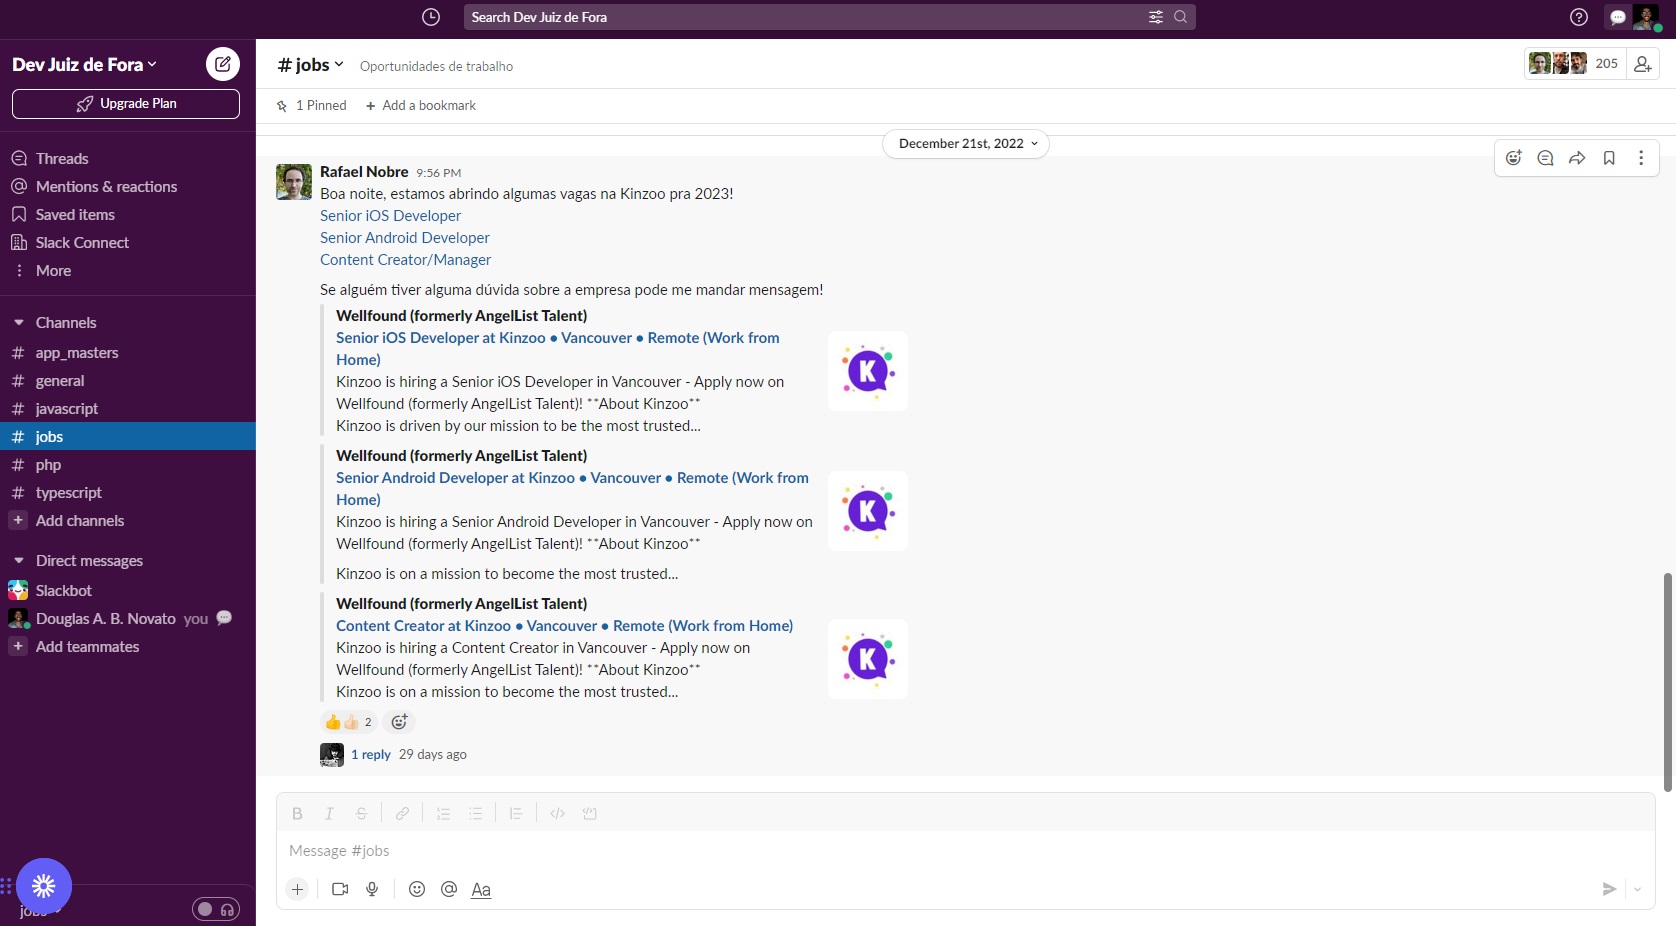 Search Dev Juiz de Fora
Dev Juiz de Fora
Upgrade Plan
Threads
Mentions & reactions
Saved items
Slack Connect
More
Channels
# app_masters
# general
# javascript
# jobs
# php
# typescript
+ Add channels
Direct messages
Slackbot
Douglas A. B. Novato you
+ Add teammates
jobs
# jobs
Oportunidades de trabalho
205
1 Pinned
+ Add a bookmark
December 21st, 2022
Rafael Nobre 9:56 PM
Boa noite, estamos abrindo algumas vagas na Kinzoo pra 2023!
Senior iOS Developer
Senior Android Developer
Content Creator/Manager
Se alguém tiver alguma dúvida sobre a empresa pode me mandar mensagem!
Wellfound (formerly AngelList Talent)
Senior iOS Developer at Kinzoo • Vancouver • Remote (Work from
Home)
Kinzoo is hiring a Senior iOS Developer in Vancouver - Apply now on
Wellfound (formerly AngelList Talent)! **About Kinzoo**
Kinzoo is driven by our mission to be the most trusted...
K
Wellfound (formerly AngelList Talent)
Senior Android Developer at Kinzoo • Vancouver • Remote (Work from
Home)
Kinzoo is hiring a Senior Android Developer in Vancouver - Apply now on
Wellfound (formerly AngelList Talent)! **About Kinzoo**
Kinzoo is on a mission to become the most trusted...
K
Wellfound (formerly AngelList Talent)
Content Creator at Kinzoo • Vancouver • Remote (Work from Home)
Kinzoo is hiring a Content Creator in Vancouver - Apply now on
Wellfound (formerly AngelList Talent)! **About Kinzoo**
Kinzoo is on a mission to become the most trusted...
K
2
1 reply 29 days ago
B I S
Message #jobs
+ @ Aa